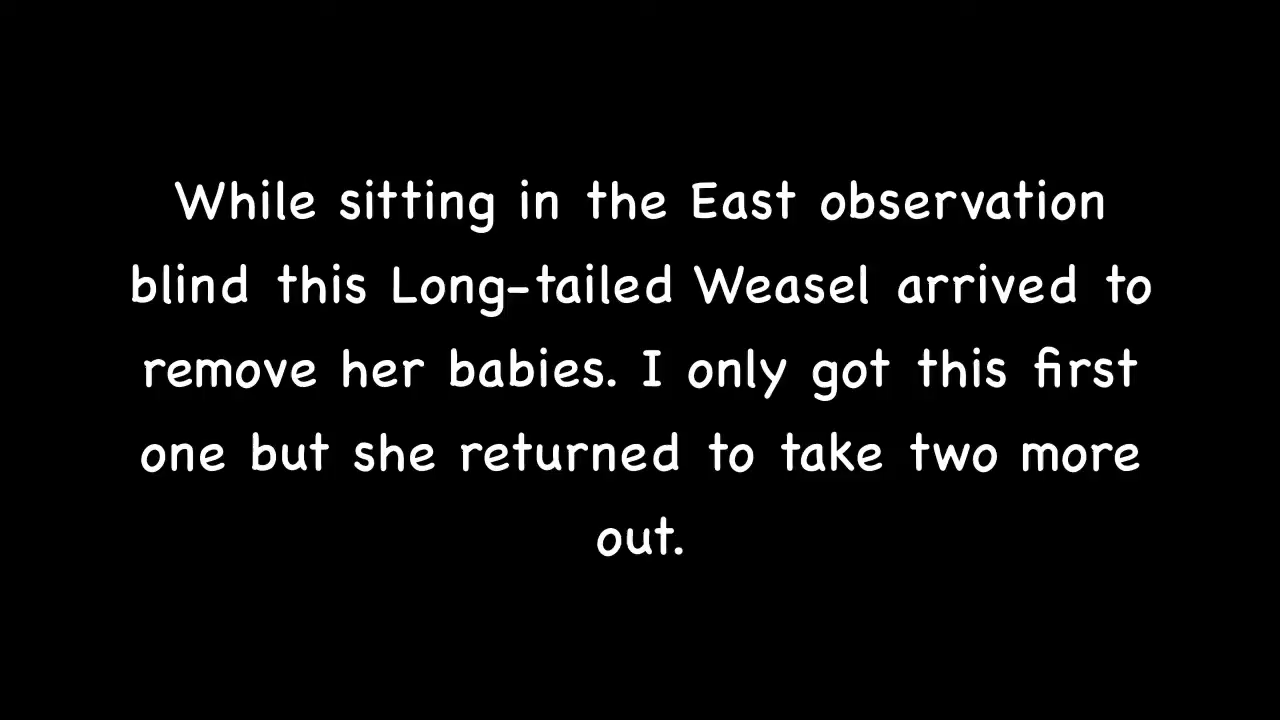 While sitting in the East observation
blind this Long-tailed Weasel arrived to
remove her babies. I only got this first
one but she returned to take two more
out.